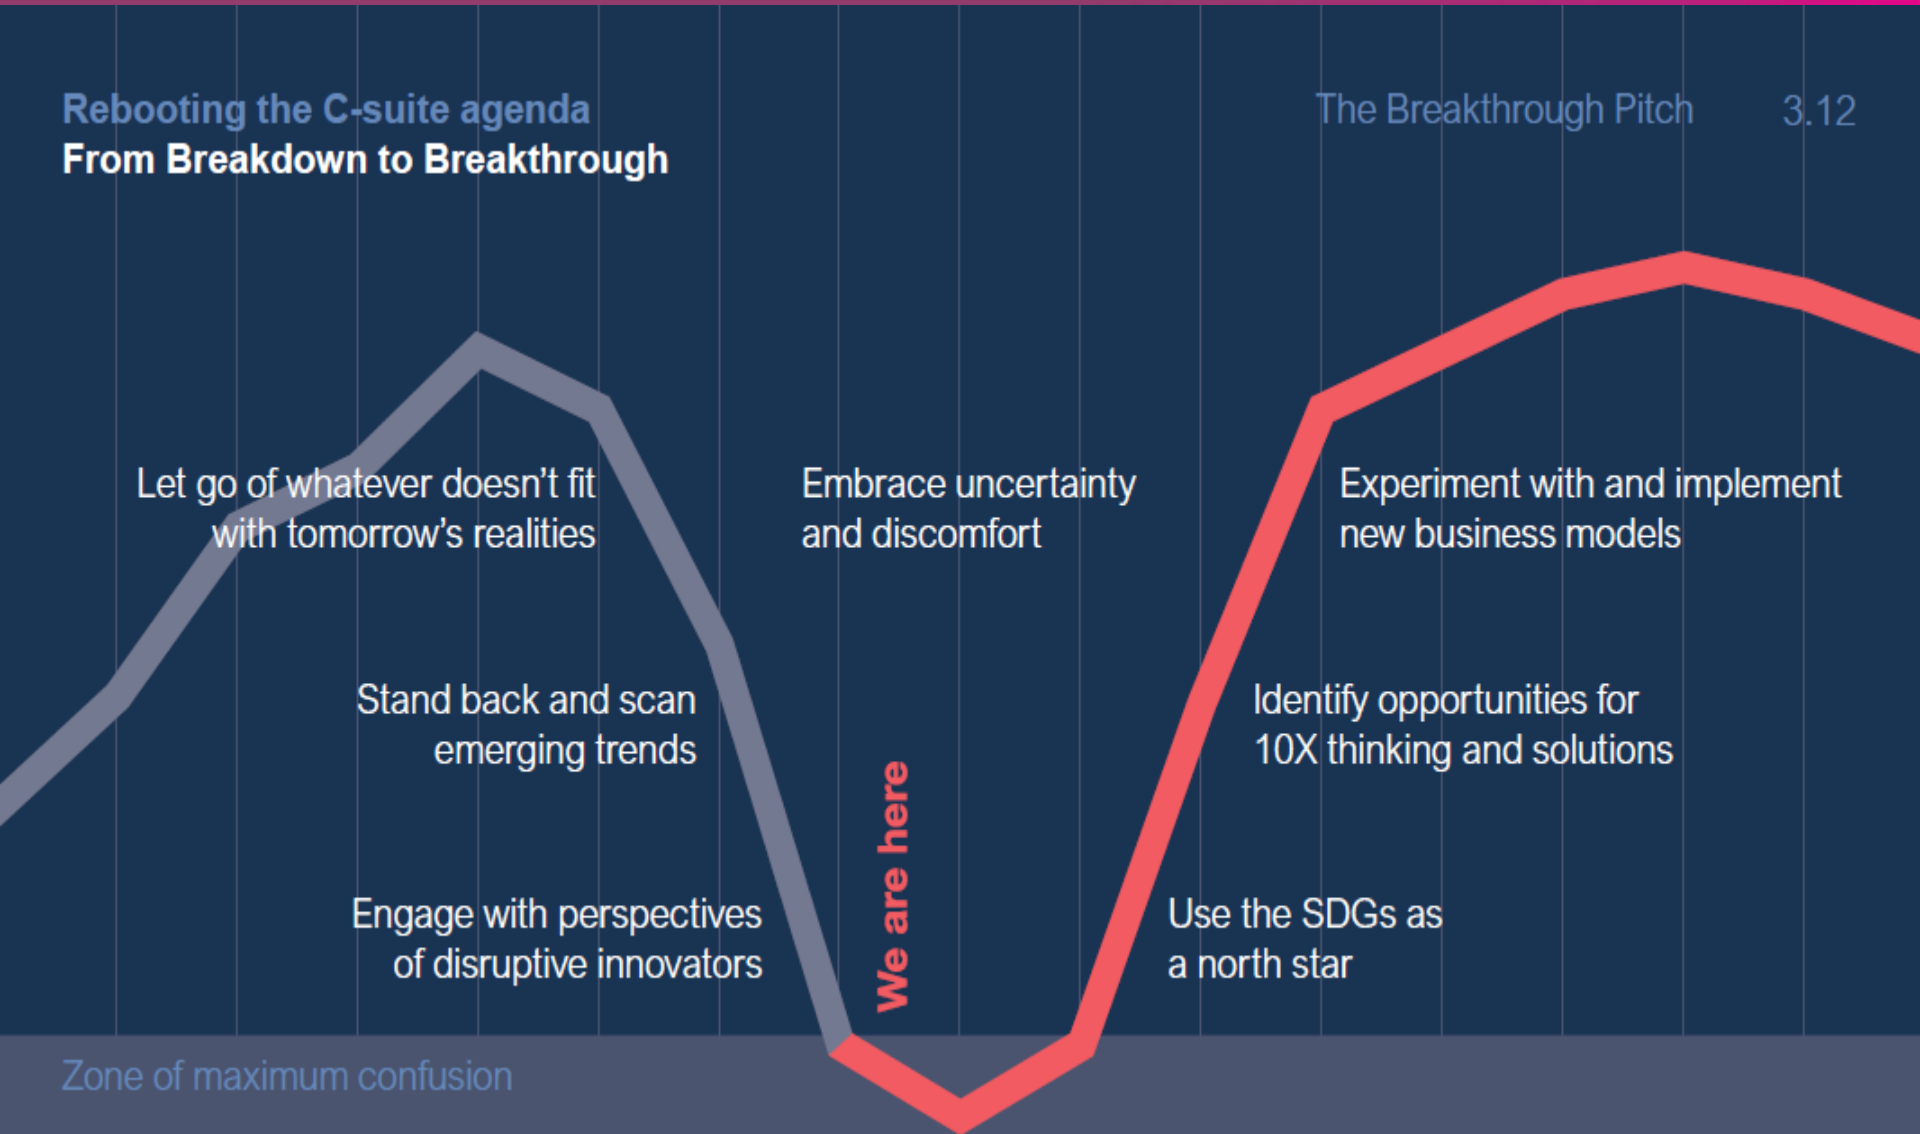 Rebooting the C-suite agenda
From Breakdown to Breakthrough
The Breakthrough Pitch 3.12
Let go of whatever doesn’t fit
with tomorrow’s realities
Embrace uncertainty
and discomfort
Experiment with and implement
new business models
Stand back and scan
emerging trends
Identify opportunities for
10X thinking and solutions
Engage with perspectives
of disruptive innovators
We are here
Use the SDGs as
a north star
Zone of maximum confusion